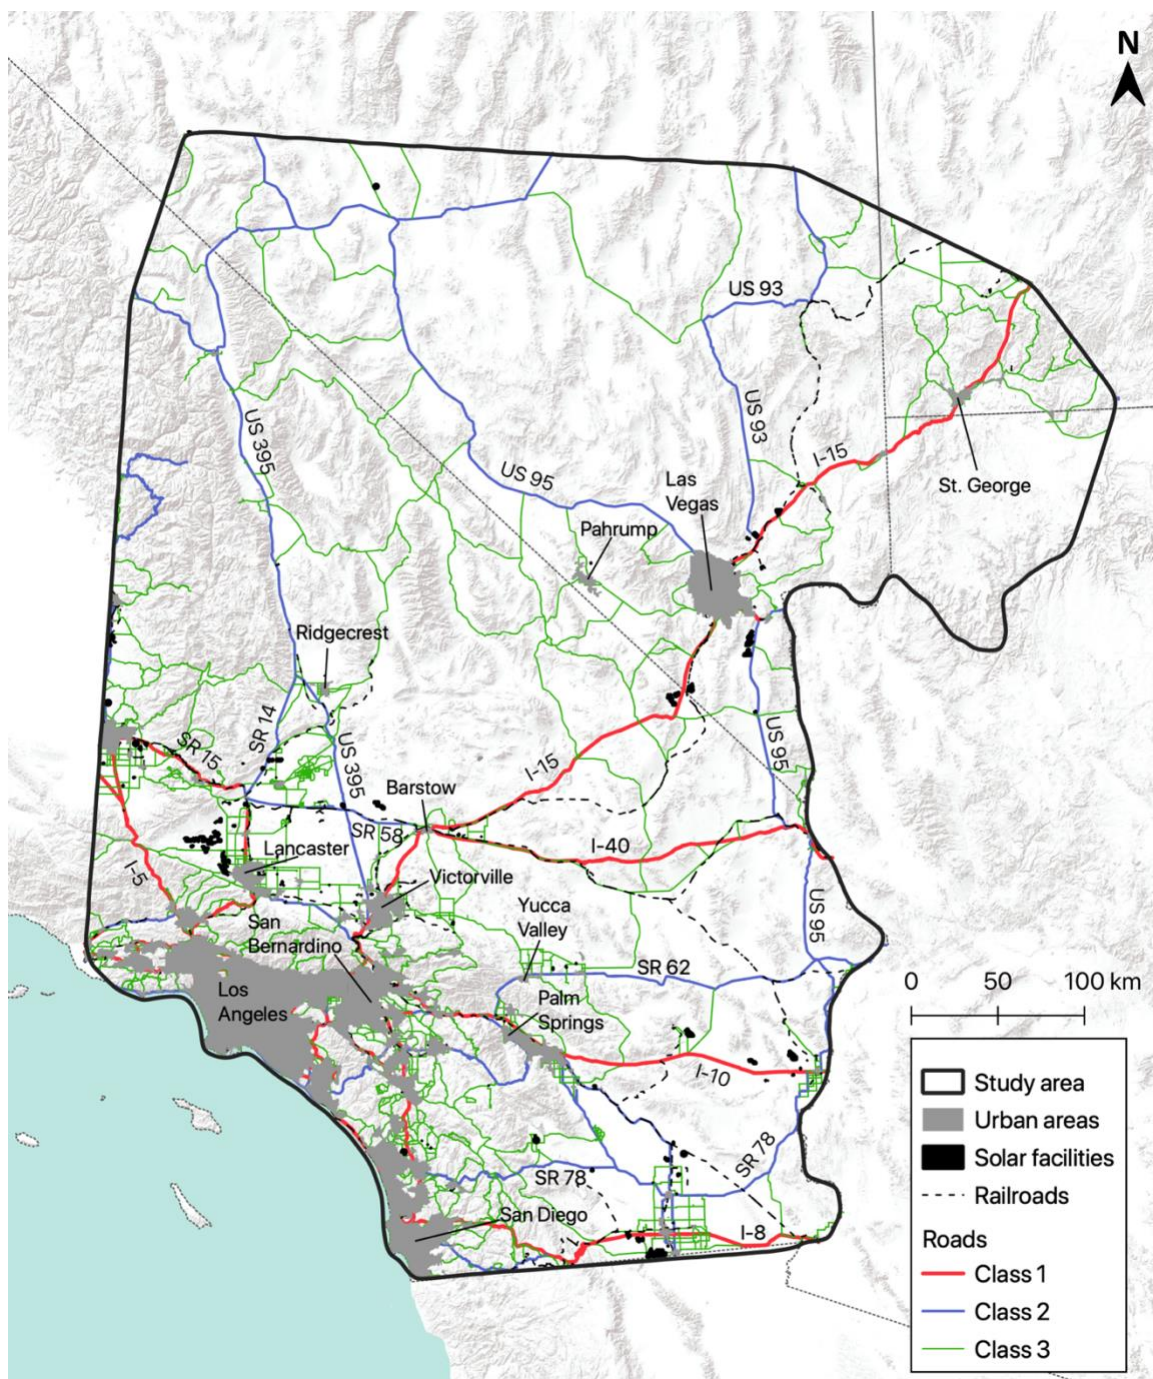 N
US 93
US 93
US 395
I-15
US 95
Las
Vegas
St. George
Pahrump
Ridgecrest
SR 14
SR 15
US 395
US 95
I-15
Barstow
SR 58
I-40
Lancaster
I-5
Victorville
San
Bernardino
Yucca
Valley
US 95
SR 62
Los
Angeles
Palm
Springs
I-10
SR 78
SR 78
San Diego
I-8
0 50 100 km
Study area
Urban areas
Solar facilities
Railroads
Roads
Class 1
Class 2
Class 3